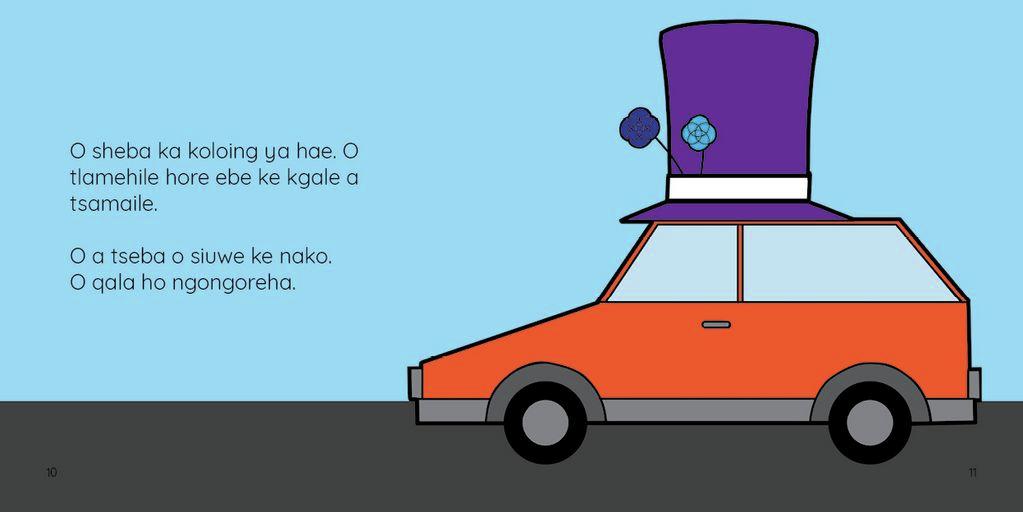 O sheba ka koloing ya hae. O
tlamehile hore ebe ke kgale a
tsamaile.
O a tseba o siuwe ke nako.
O qala ho ngongoreha.
10
11